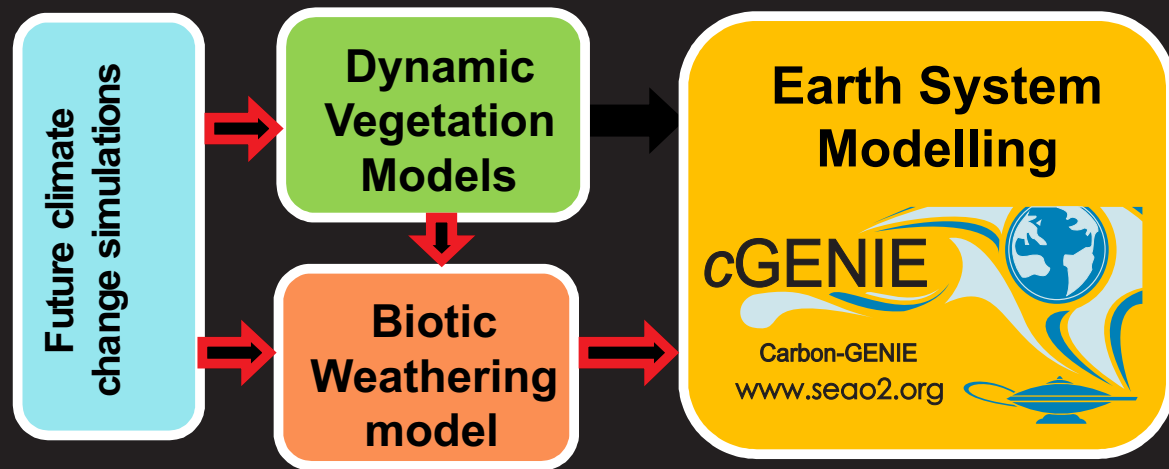 Future climate
change simulations
Dynamic
Vegetation
Models
Biotic
Weathering
model
Earth System
Modelling
cGENIE
Carbon-GENIE
www.seao2.org